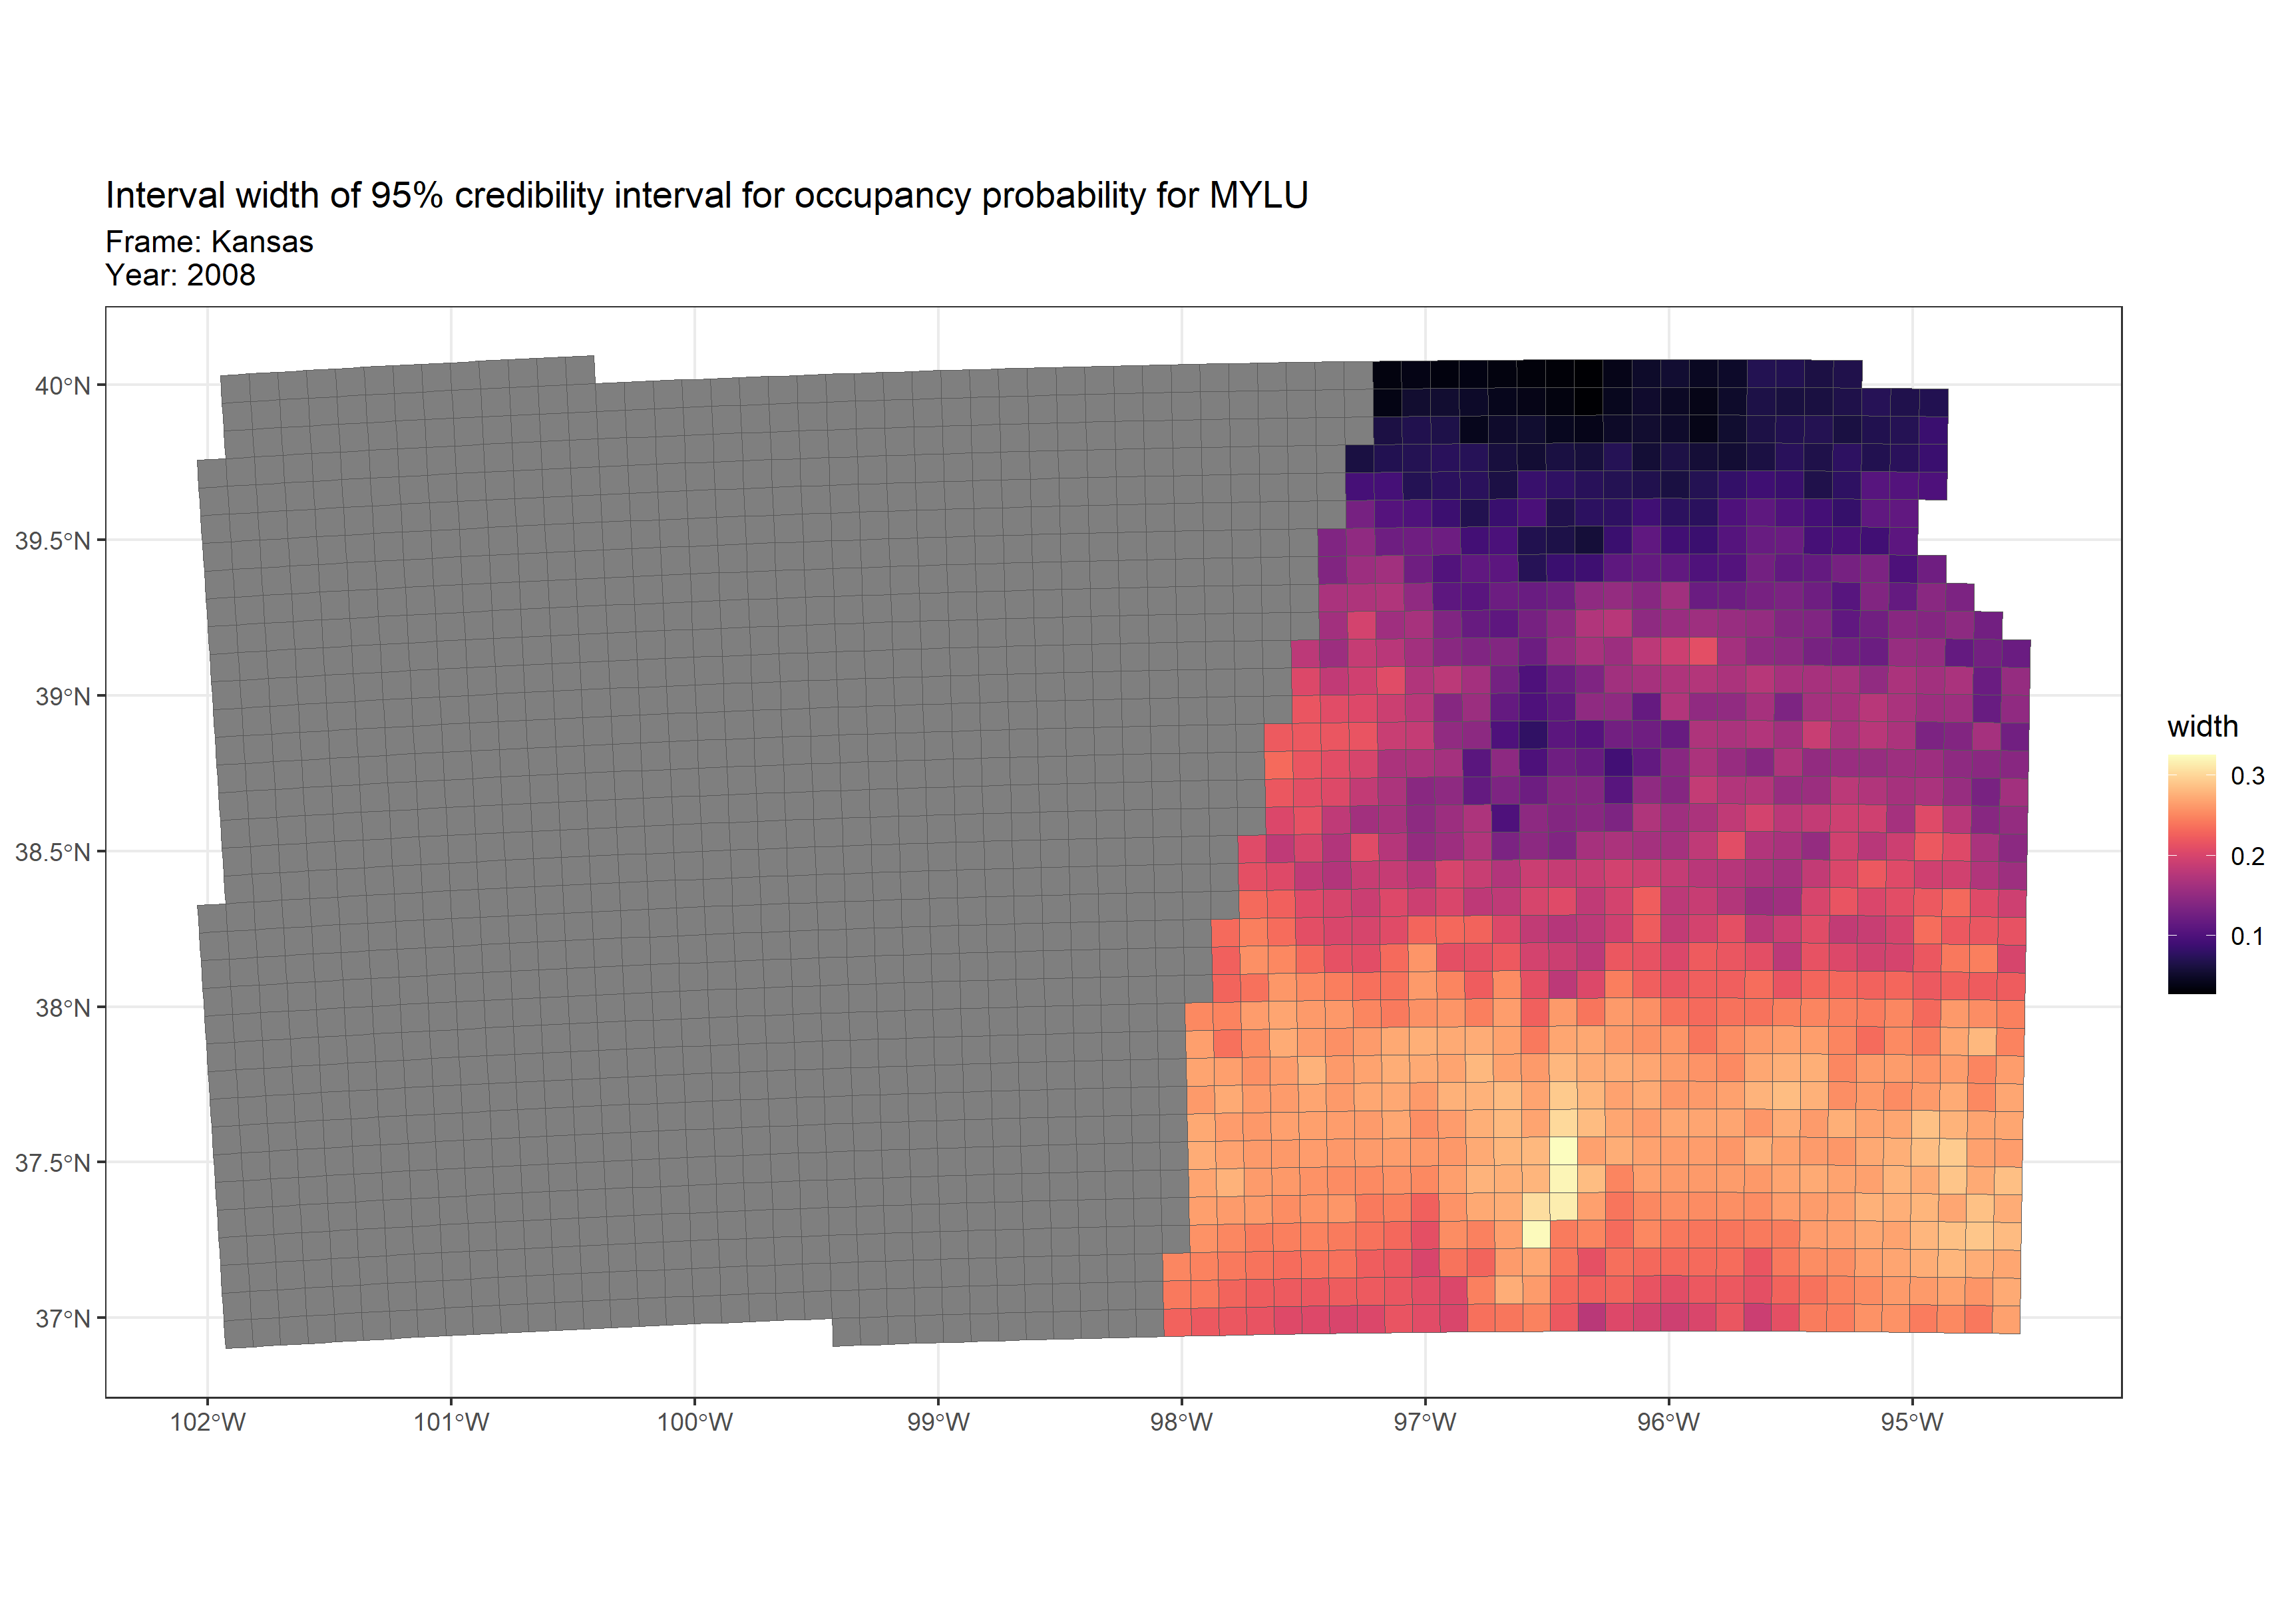 Interval width of 95% credibility interval for occupancy probability for MYLU
Frame: Kansas
Year: 2008
40°N
39.5°N
39°N
38.5°N
38°N
37.5°N
37°N
102°W
101°W
100°W
99°W
98°W
97°W
96°W
95°W
width
0.3
0.2
0.1